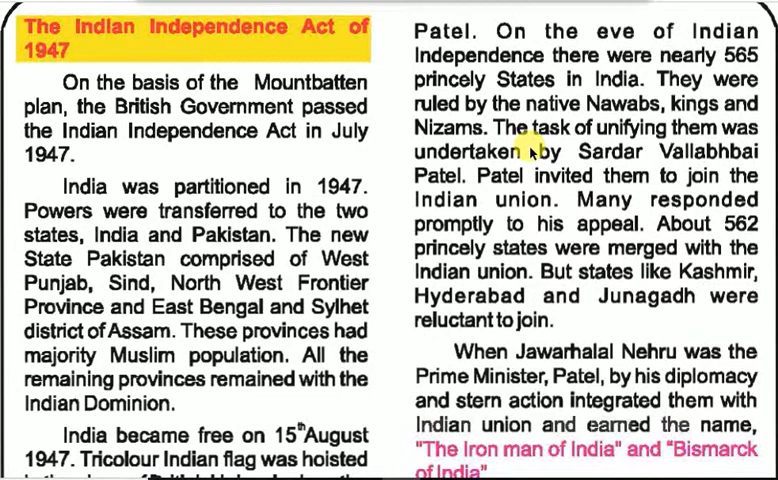 The Indian Independence Act of
1947
On the basis of the Mountbatten
plan, the British Government passed
the Indian Independence Act in July
1947.
India was partitioned in 1947.
Powers were transferred to the two
states, India and Pakistan. The new
State Pakistan comprised of West
Punjab, Sind, North West Frontier
Province and East Bengal and Sylhet
district of Assam. These provinces had
majority Muslim population. All the
remaining provinces remained with the
Indian Dominion.
India became free on 15th August
1947. Tricolour Indian flag was hoisted
Patel. On the eve of Indian
Independence there were nearly 565
princely States in India. They were
ruled by the native Nawabs, kings and
Nizams. The task of unifying them was
undertaken by Sardar Vallabhbai
Patel. Patel invited them to join the
Indian union. Many responded
promptly to his appeal. About 562
princely states were merged with the
Indian union. But states like Kashmir,
Hyderabad and Junagadh were
reluctant to join.
When Jawarhalal Nehru was the
Prime Minister, Patel, by his diplomacy
and stern action integrated them with
Indian union and earned the name,
"The Iron man of India" and "Bismarck
of India"